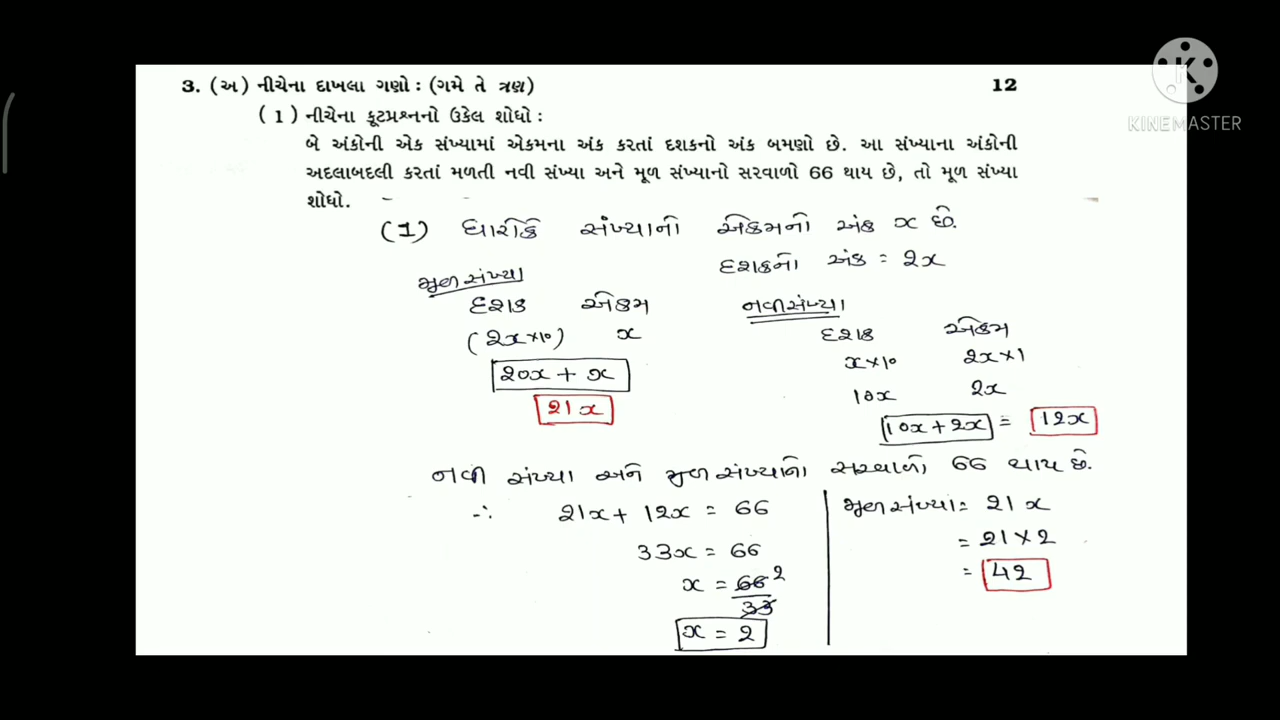 3. (અ) નીચેના દાખલા ગણો : (ગમે તે ત્રણ) 12
(1) નીચેના કૂટપ્રશ્નનો ઉકેલ શોધો :
બે અંકોની એક સંખ્યામાં એકમના અંક કરતાં દશકનો અંક બમણો છે. આ સંખ્યાના અંકોની
અદલાબદલી કરતાં મળતી નવી સંખ્યા અને મૂળ સંખ્યાનો સરવાળો 66 થાય છે, તો મૂળ સંખ્યા
શોધો.
(1) ધારોકે સંખ્યાનો એકમનો અંક x છે.
દશકનો અંક = 2x
મૂળ સંખ્યા
દશક એકમ
(2x×10) x
20x + x
21x
નવી સંખ્યા
દશક એકમ
x×10 2x×1
10x 2x
10x + 2x = 12x
નવી સંખ્યા અને મૂળ સંખ્યાનો સરવાળો 66 થાય છે.
∴ 21x + 12x = 66
33x = 66
x = 66 2
33
x = 2
મૂળ સંખ્યા = 21x
= 21×2
= 42
KINEMASTER